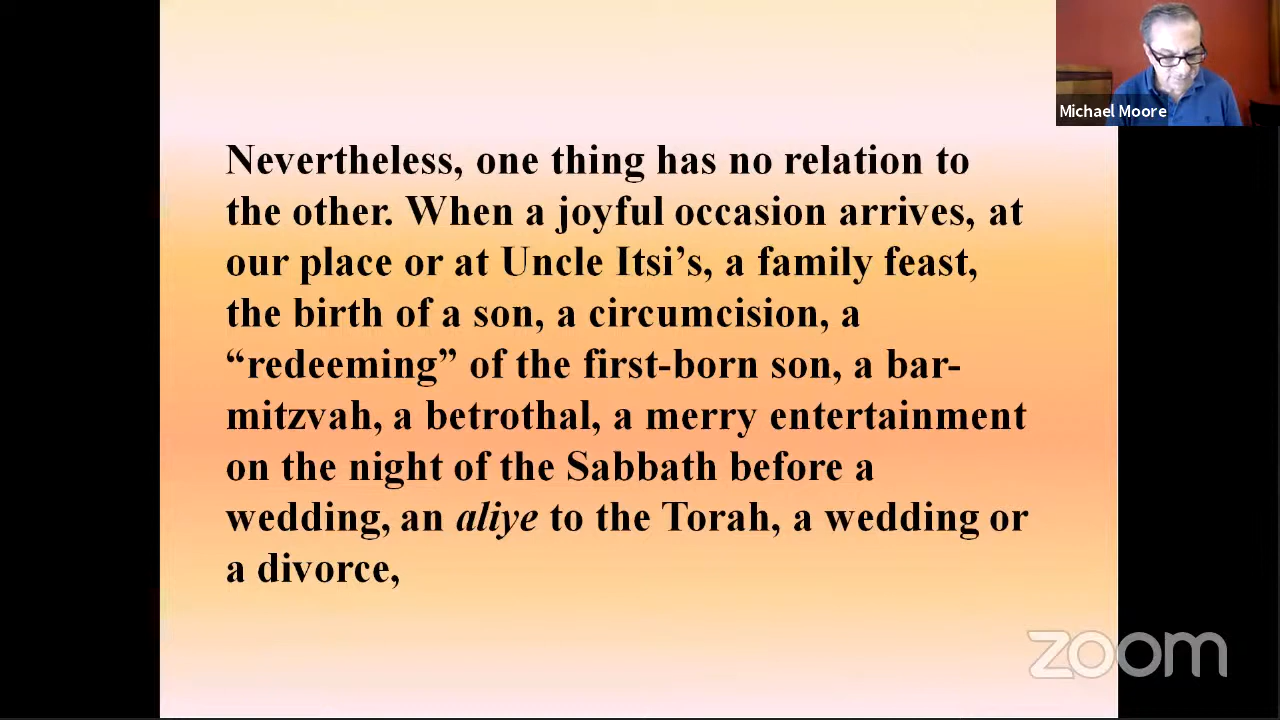 Michael Moore
Nevertheless, one thing has no relation to
the other. When a joyful occasion arrives, at
our place or at Uncle Itsi’s, a family feast,
the birth of a son, a circumcision, a
“redeeming” of the first-born son, a bar-
mitzvah, a betrothal, a merry entertainment
on the night of the Sabbath before a
wedding, an aliye to the Torah, a wedding or
a divorce,
zoom